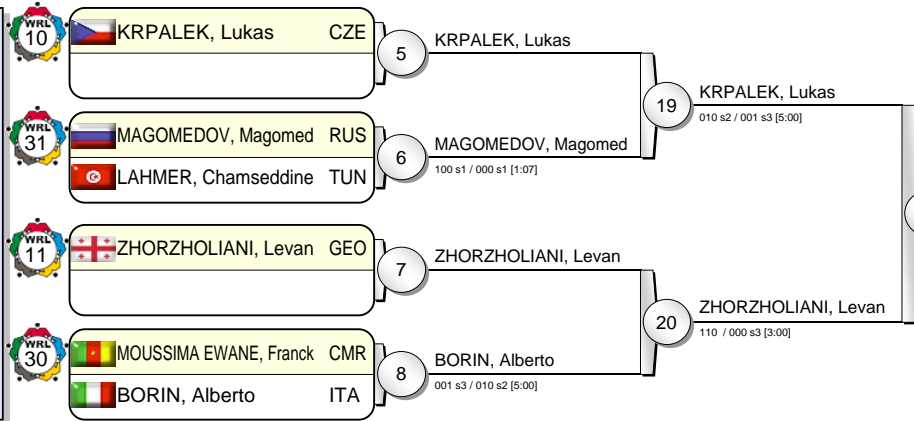 WRL
10
KRPALEK, Lukas CZE
5
KRPALEK, Lukas
19
KRPALEK, Lukas
010 s2 / 001 s3 [5:00]
WRL
31
MAGOMEDOV, Magomed RUS
LAHMER, Chamseddine TUN
6
MAGOMEDOV, Magomed
100 s1 / 000 s1 [1:07]
WRL
11
ZHORZHOLIANI, Levan GEO
7
ZHORZHOLIANI, Levan
20
ZHORZHOLIANI, Levan
110 / 000 s3 [3:00]
WRL
30
MOUSSIMA EWANE, Franck CMR
BORIN, Alberto ITA
8
BORIN, Alberto
001 s3 / 010 s2 [5:00]